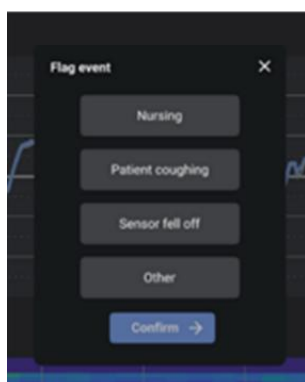 Flag event
Nursing
Patient coughing
Sensor fell off
Other
Confirm